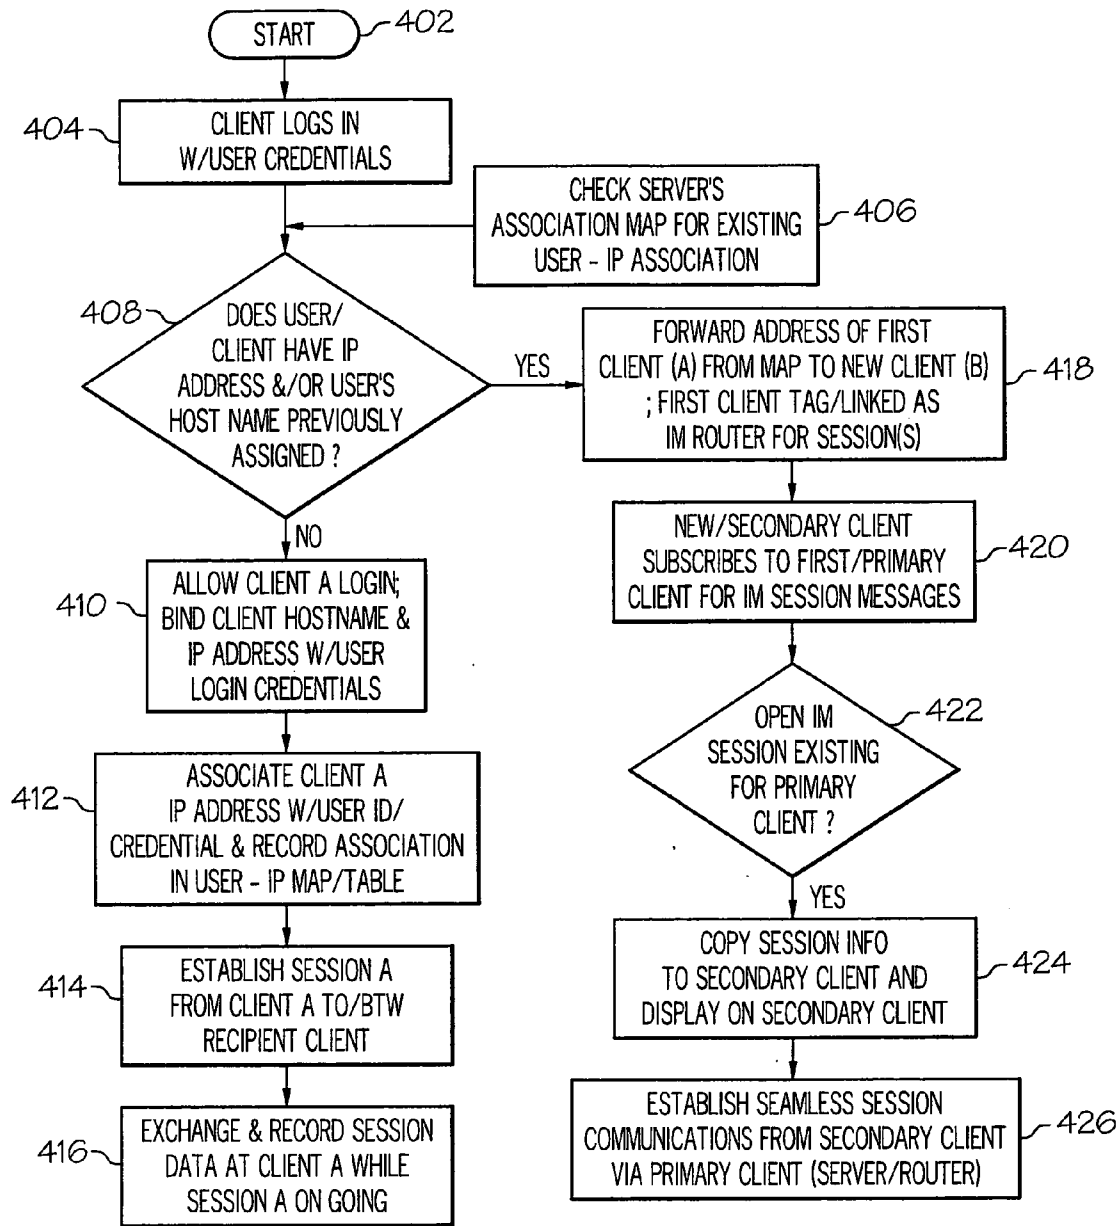 START
402
404
CLIENT LOGS IN
W/USER CREDENTIALS
CHECK SERVER'S
ASSOCIATION MAP FOR EXISTING
USER - IP ASSOCIATION
406
408
DOES USER/
CLIENT HAVE IP
ADDRESS &/OR USER'S
HOST NAME PREVIOUSLY
ASSIGNED ?
YES
NO
410
ALLOW CLIENT A LOGIN;
BIND CLIENT HOSTNAME &
IP ADDRESS W/USER
LOGIN CREDENTIALS
412
ASSOCIATE CLIENT A
IP ADDRESS W/USER ID/
CREDENTIAL & RECORD ASSOCIATION
IN USER - IP MAP/TABLE
414
ESTABLISH SESSION A
FROM CLIENT A TO/BTW
RECIPIENT CLIENT
416
EXCHANGE & RECORD SESSION
DATA AT CLIENT A WHILE
SESSION A ON GOING
FORWARD ADDRESS OF FIRST
CLIENT (A) FROM MAP TO NEW CLIENT (B)
; FIRST CLIENT TAG/LINKED AS
IM ROUTER FOR SESSION(S)
418
NEW/SECONDARY CLIENT
SUBSCRIBES TO FIRST/PRIMARY
CLIENT FOR IM SESSION MESSAGES
420
OPEN IM
SESSION EXISTING
FOR PRIMARY
CLIENT ?
422
YES
COPY SESSION INFO
TO SECONDARY CLIENT AND
DISPLAY ON SECONDARY CLIENT
424
ESTABLISH SEAMLESS SESSION
COMMUNICATIONS FROM SECONDARY CLIENT
VIA PRIMARY CLIENT (SERVER/ROUTER)
426